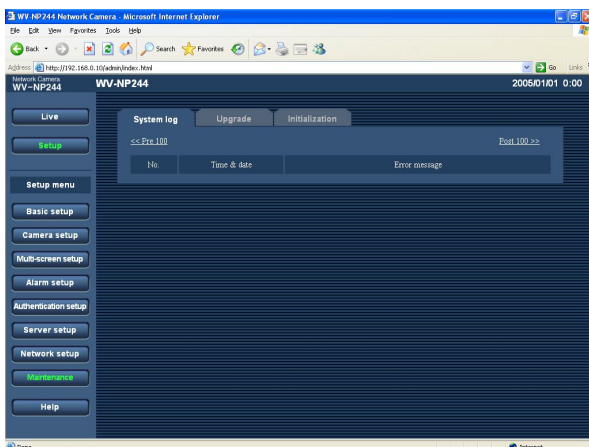 WV-NP244 Network Camera - Microsoft Internet Explorer
File Edit View Favorites Tools Help
Back Search Favorites
Address http://192.168.0.10/admin/index.html Go Links
Network Camera
WV-NP244
WV-NP244
2005/01/01 0:00
Live
Setup
Setup menu
Basic setup
Camera setup
Multi-screen setup
Alarm setup
Authentication setup
Server setup
Network setup
Maintenance
Help
System log Upgrade Initialization
<< Pre 100 Post 100 >>
No. Time & date Error message